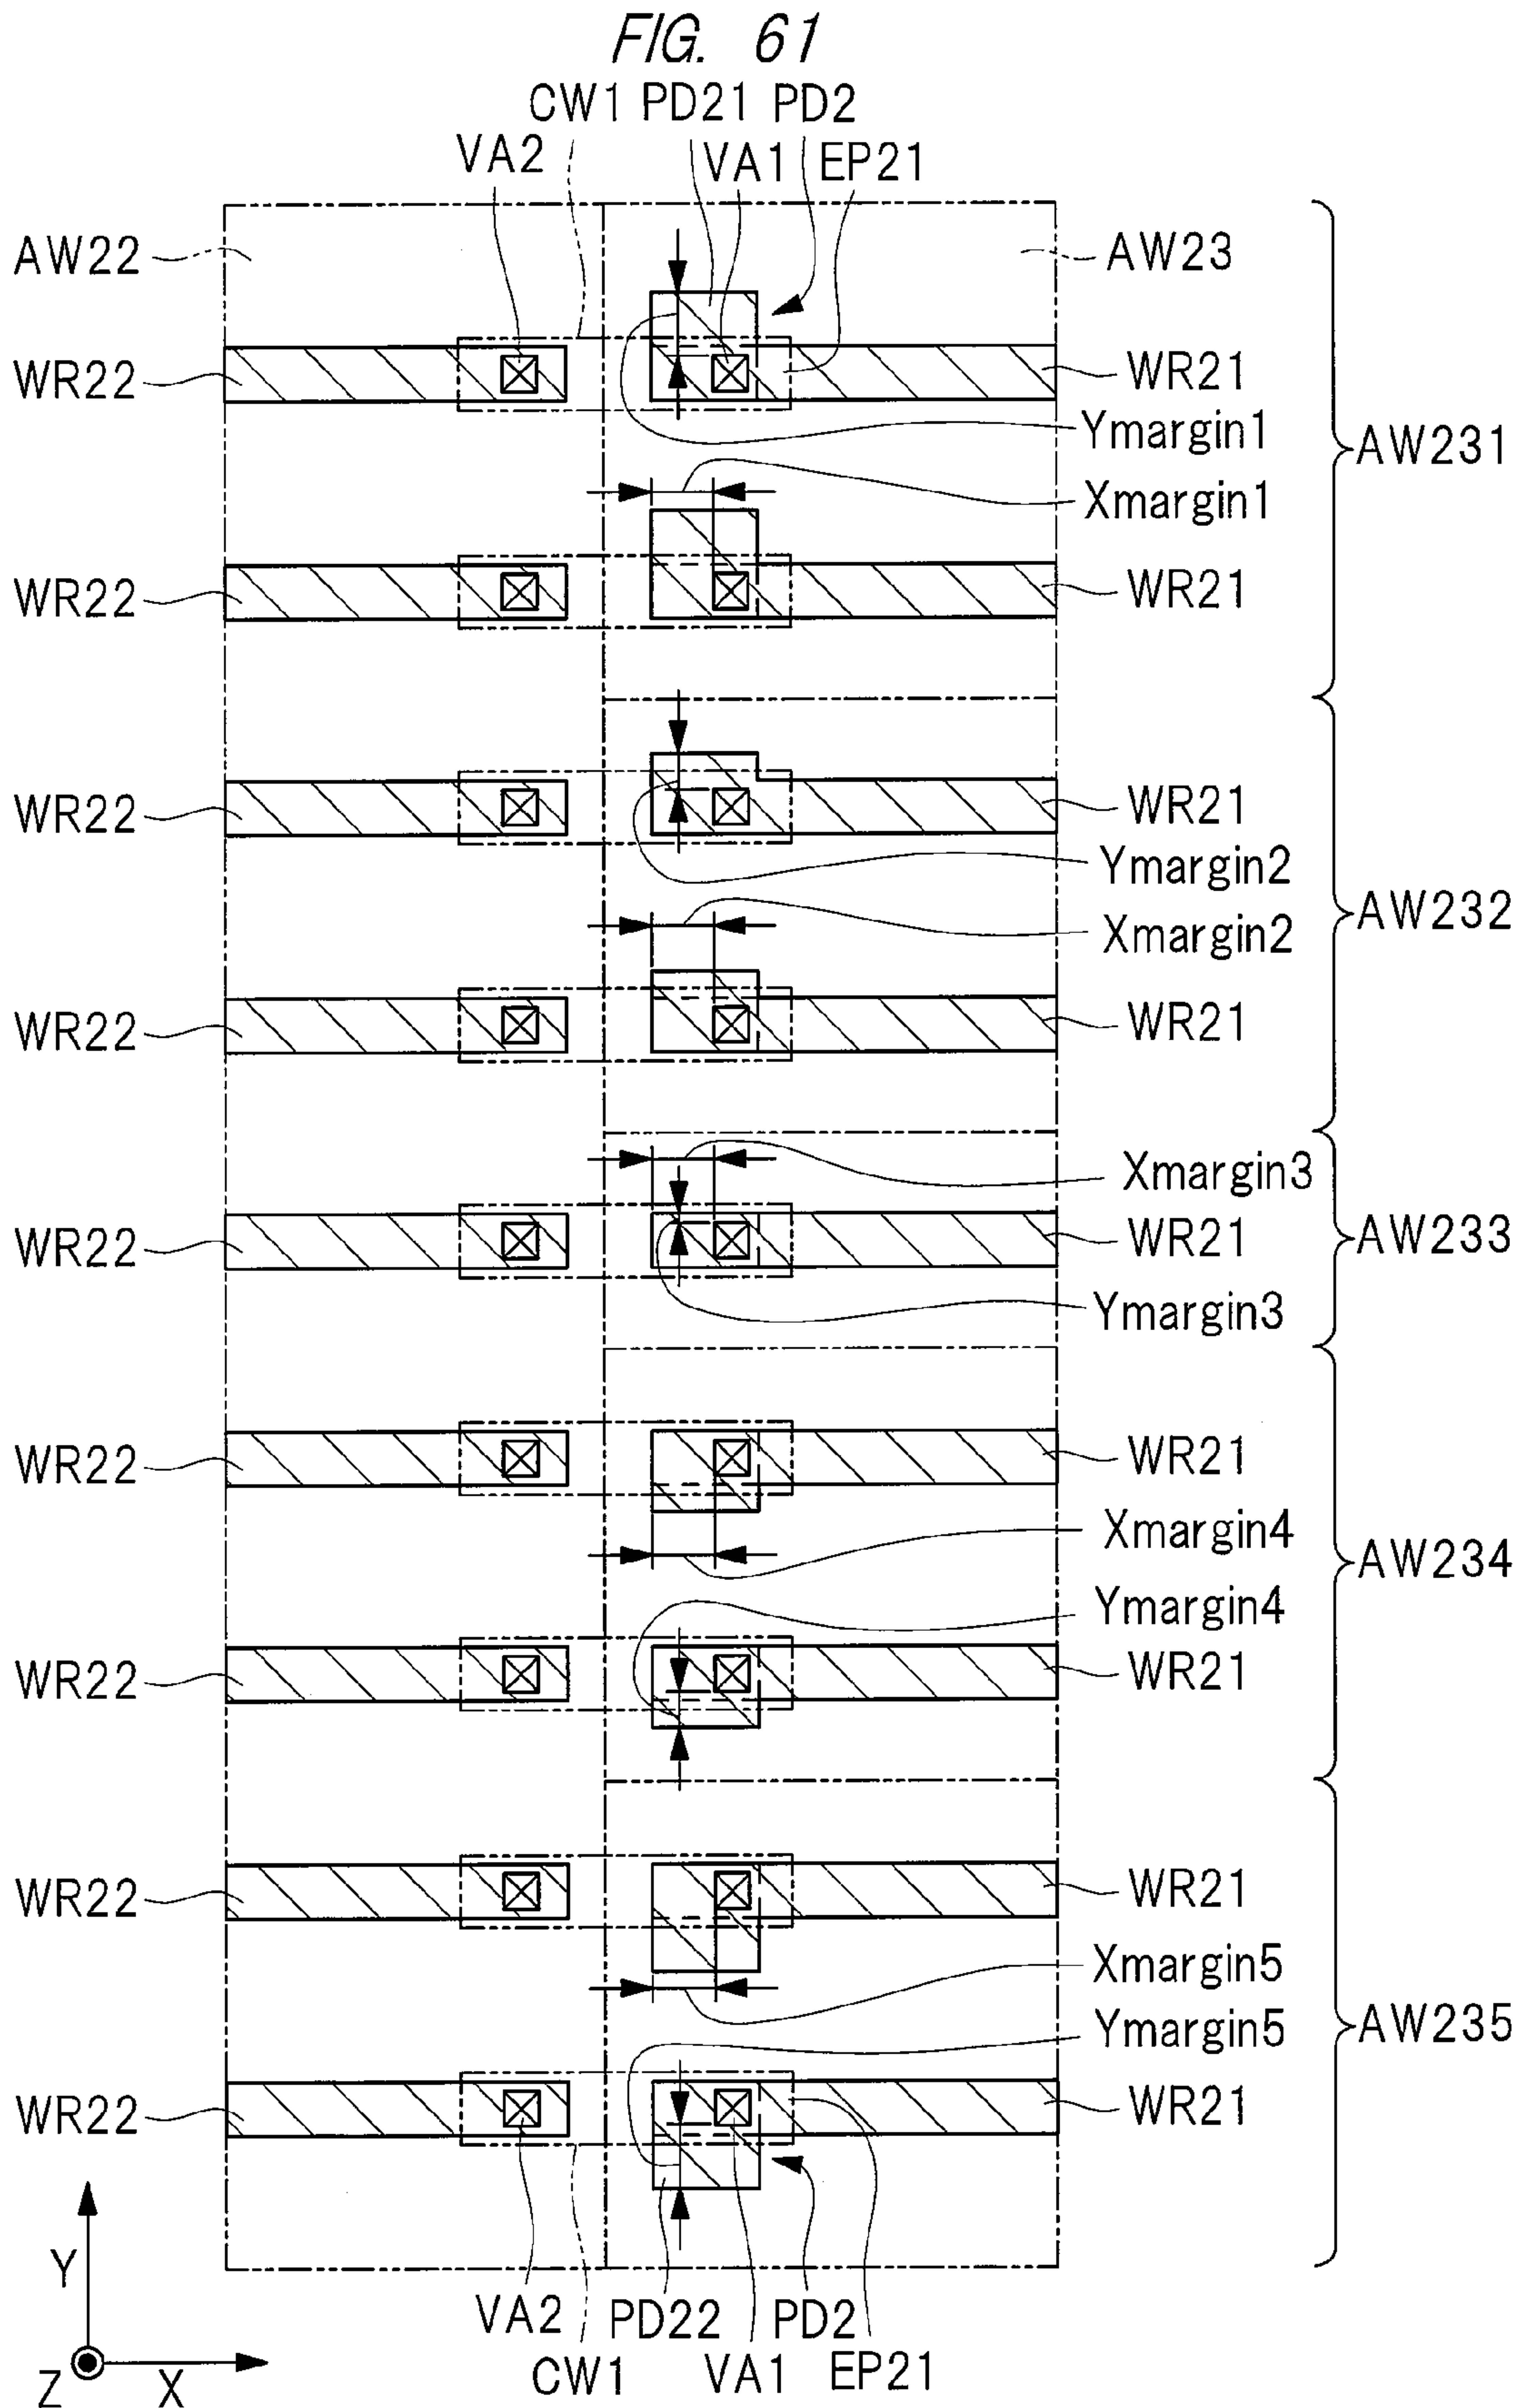 FIG. 61
CW1 PD21 PD2
VA2 VA1 EP21
AW22 AW23
WR22 WR21
Ymargin1
AW231
Xmargin1
WR22 WR21
WR22 WR21
Ymargin2
AW232
Xmargin2
WR22 WR21
Xmargin3
WR22 WR21 AW233
Ymargin3
WR22 WR21
Xmargin4
AW234
Ymargin4
WR22 WR21
WR22 WR21
Xmargin5
Ymargin5
AW235
WR22 WR21
Y
VA2 PD22 PD2
Z X CW1 VA1 EP21